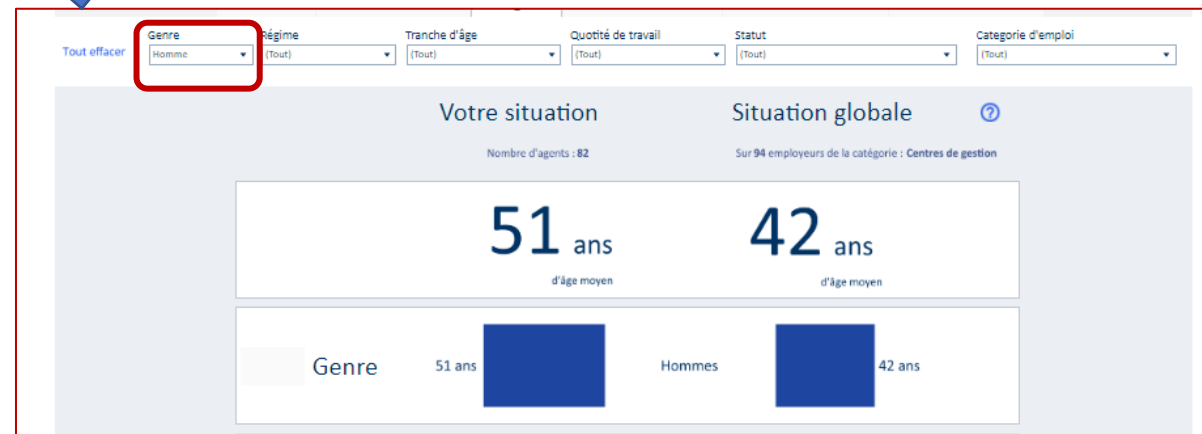 Genre Régime Tranche d'âge Quotité de travail Statut Categorie d'emploi
Tout effacer Homme (Tout) (Tout) (Tout) (Tout) (Tout)
Votre situation Situation globale ?
Nombre d'agents : 82 Sur 94 employeurs de la catégorie : Centres de gestion
51 ans 42 ans
d'âge moyen d'âge moyen
Genre 51 ans Hommes 42 ans